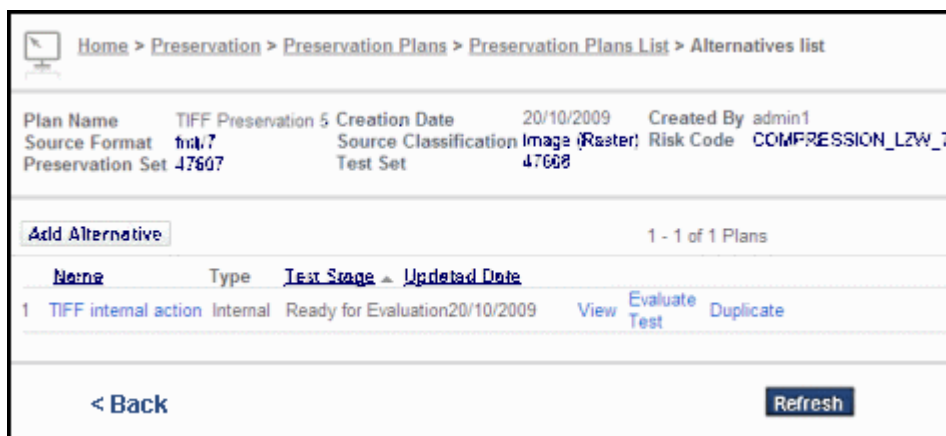 Home > Preservation > Preservation Plans > Preservation Plans List > Alternatives list
Plan Name TIFF Preservation 5 Creation Date 20/10/2009 Created By admin1
Source Format fmt/7 Source Classification Image (Raster) Risk Code COMPRESSION_LZW_7
Preservation Set 47607 Test Set 47608
Add Alternative 1 - 1 of 1 Plans
Name Type Test Stage Updated Date
1 TIFF internal action Internal Ready for Evaluation20/10/2009 View Evaluate Test Duplicate
< Back Refresh